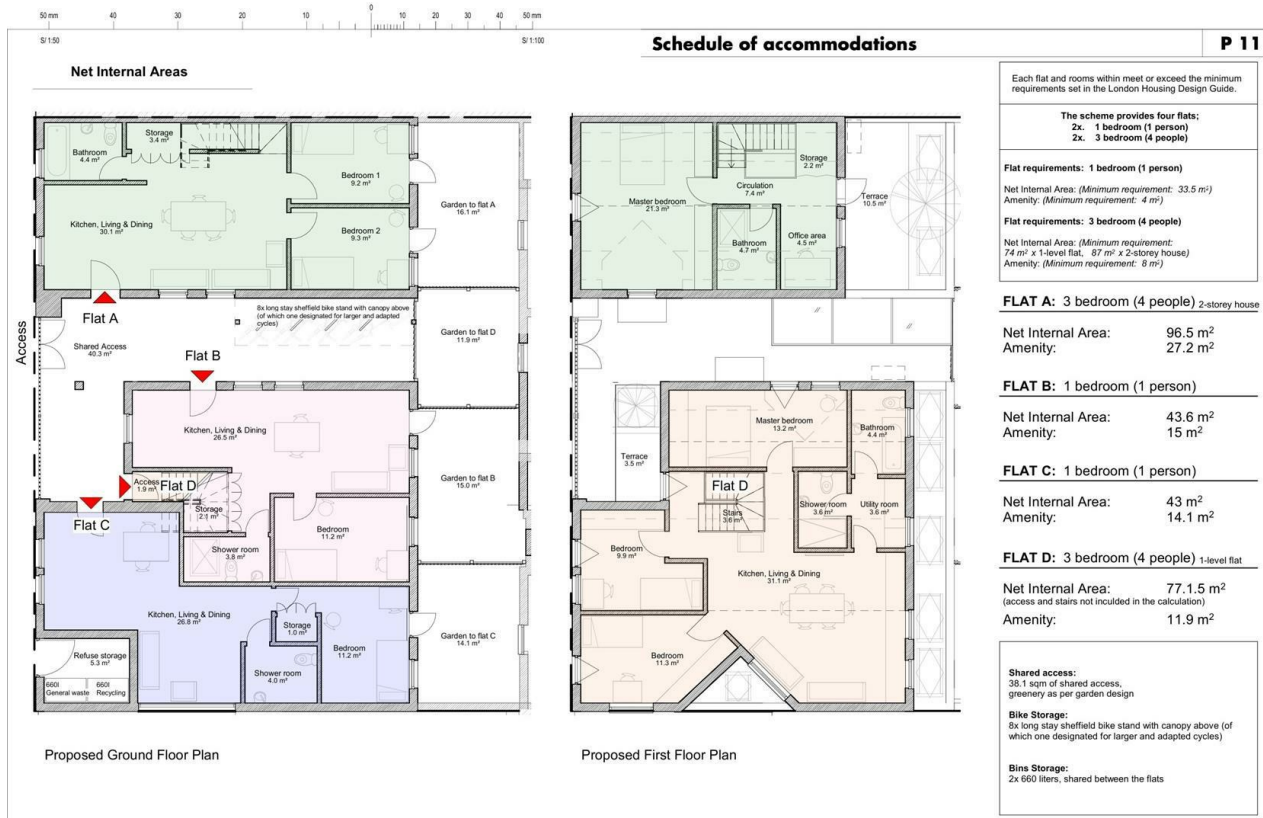 50 mm 40 30 20 10 0 10 20 30 40 50 mm
S/ 1:50
S/ 1:100
Schedule of accommodations
P 11
Net Internal Areas
Bathroom
4.4 m²
Storage
3.4 m²
Bedroom 1
9.2 m²
Kitchen, Living & Dining
30.1 m²
Bedroom 2
9.3 m²
Garden to flat A
16.1 m²
Flat A
8x long stay sheffield bike stand with canopy above
(of which one designated for larger and adapted
cycles)
Access
Shared Access
40.3 m²
Garden to flat D
11.9 m²
Flat B
Kitchen, Living & Dining
26.5 m²
Access
1.9 m²
Flat D
Storage
2.1 m²
Garden to flat B
15.0 m²
Flat C
Bedroom
11.2 m²
Shower room
3.8 m²
Kitchen, Living & Dining
26.8 m²
Storage
1.0 m²
Garden to flat C
14.1 m²
Refuse storage
5.3 m²
Bedroom
11.2 m²
Shower room
4.0 m²
660l
General waste
660l
Recycling
Proposed Ground Floor Plan
Storage
2.2 m²
Circulation
7.4 m²
Master bedroom
21.3 m²
Terrace
10.5 m²
Bathroom
4.7 m²
Office area
4.5 m²
Master bedroom
13.2 m²
Bathroom
4.4 m²
Terrace
3.5 m²
Flat D
Stairs
3.6 m²
Shower room
3.6 m²
Utility room
3.6 m²
Bedroom
9.9 m²
Kitchen, Living & Dining
31.1 m²
Bedroom
11.3 m²
Proposed First Floor Plan
Each flat and rooms within meet or exceed the minimum
requirements set in the London Housing Design Guide.
The scheme provides four flats;
2x. 1 bedroom (1 person)
2x. 3 bedroom (4 people)
Flat requirements: 1 bedroom (1 person)
Net Internal Area: (Minimum requirement: 33.5 m²)
Amenity: (Minimum requirement: 4 m²)
Flat requirements: 3 bedroom (4 people)
Net Internal Area: (Minimum requirement:
74 m² x 1-level flat, 87 m² x 2-storey house)
Amenity: (Minimum requirement: 8 m²)
FLAT A: 3 bedroom (4 people) 2-storey house
Net Internal Area: 96.5 m²
Amenity: 27.2 m²
FLAT B: 1 bedroom (1 person)
Net Internal Area: 43.6 m²
Amenity: 15 m²
FLAT C: 1 bedroom (1 person)
Net Internal Area: 43 m²
Amenity: 14.1 m²
FLAT D: 3 bedroom (4 people) 1-level flat
Net Internal Area: 77.1.5 m²
(access and stairs not inculded in the calculation)
Amenity: 11.9 m²
Shared access:
38.1 sqm of shared access,
greenery as per garden design
Bike Storage:
8x long stay sheffield bike stand with canopy above (of
which one designated for larger and adapted cycles)
Bins Storage:
2x 660 liters, shared between the flats